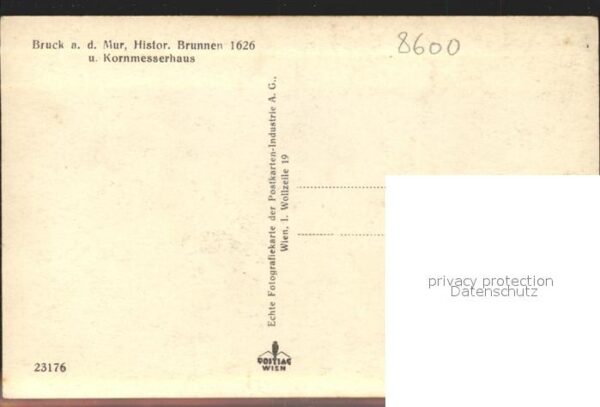 Bruck a. d. Mur, Histor. Brunnen 1626
u. Kornmesserhaus
8600
Echte Fotografiekarte der Postkarten-Industrie A. G.,
Wien, I. Wollzeile 19
privacy protection
Datenschutz
23176
POSTIAG
WIEN